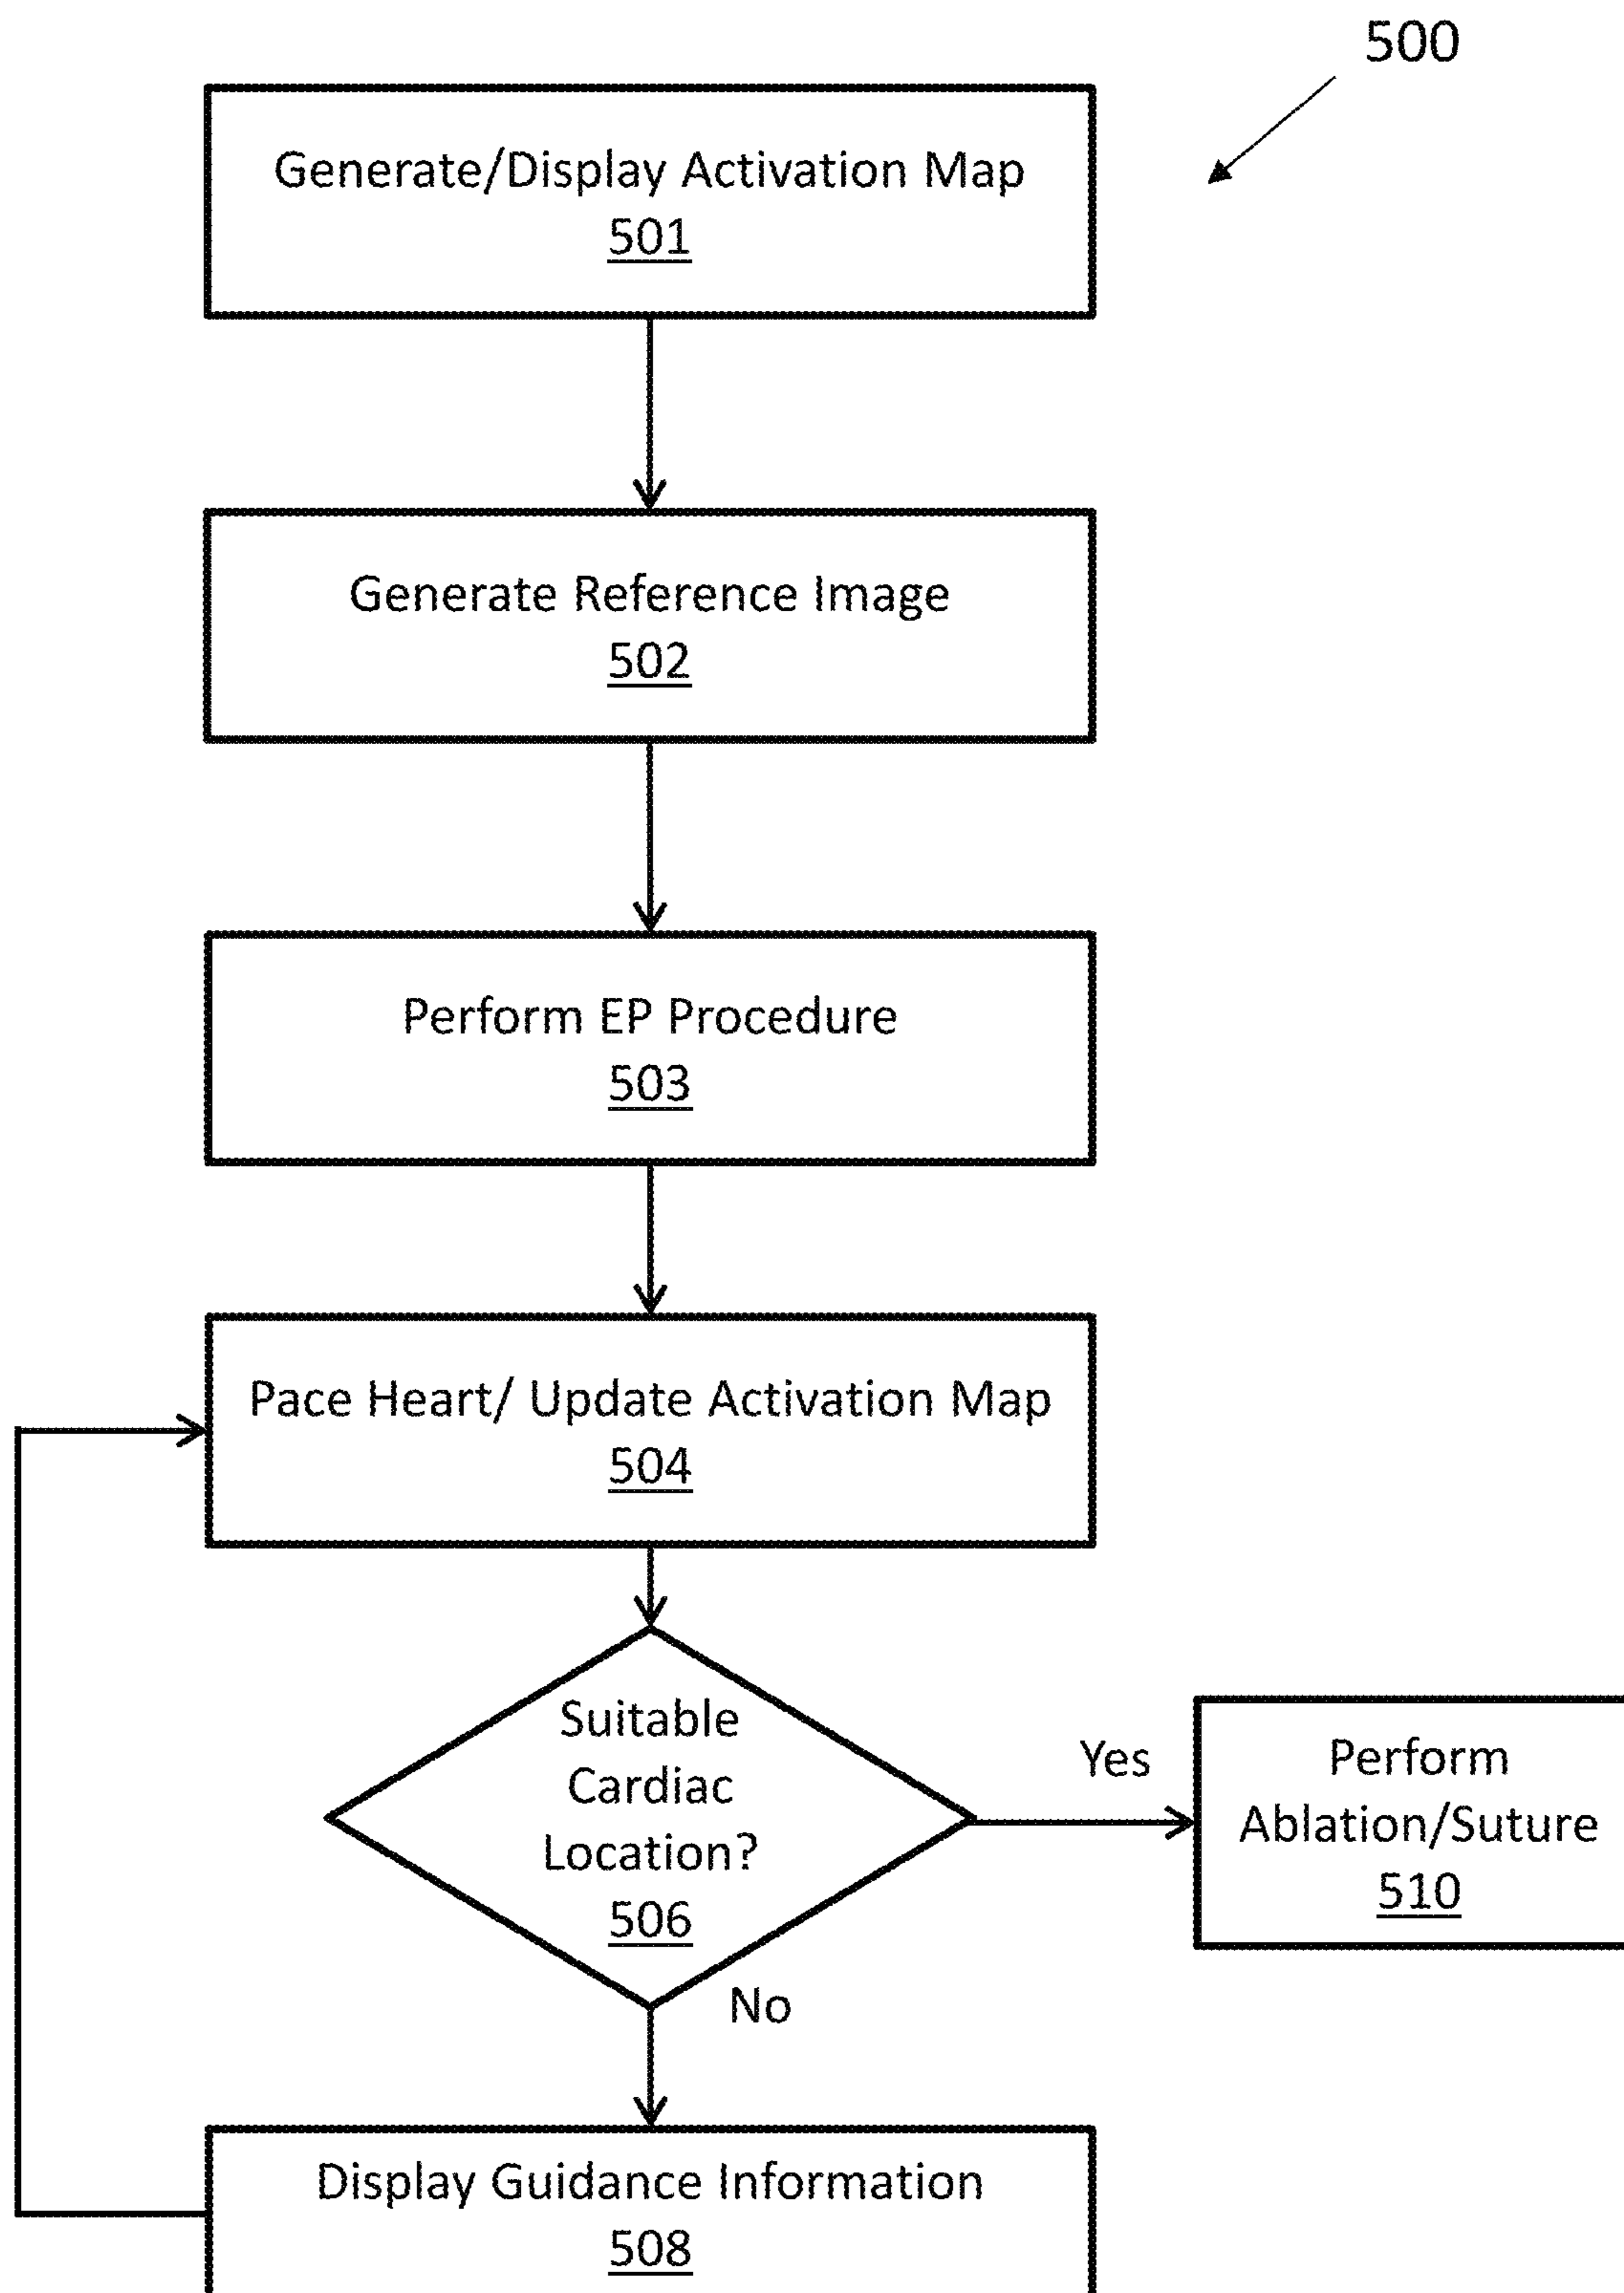 500
Generate/Display Activation Map
501
Generate Reference Image
502
Perform EP Procedure
503
Pace Heart/ Update Activation Map
504
Suitable
Cardiac
Location?
506
Yes
Perform
Ablation/Suture
510
No
Display Guidance Information
508